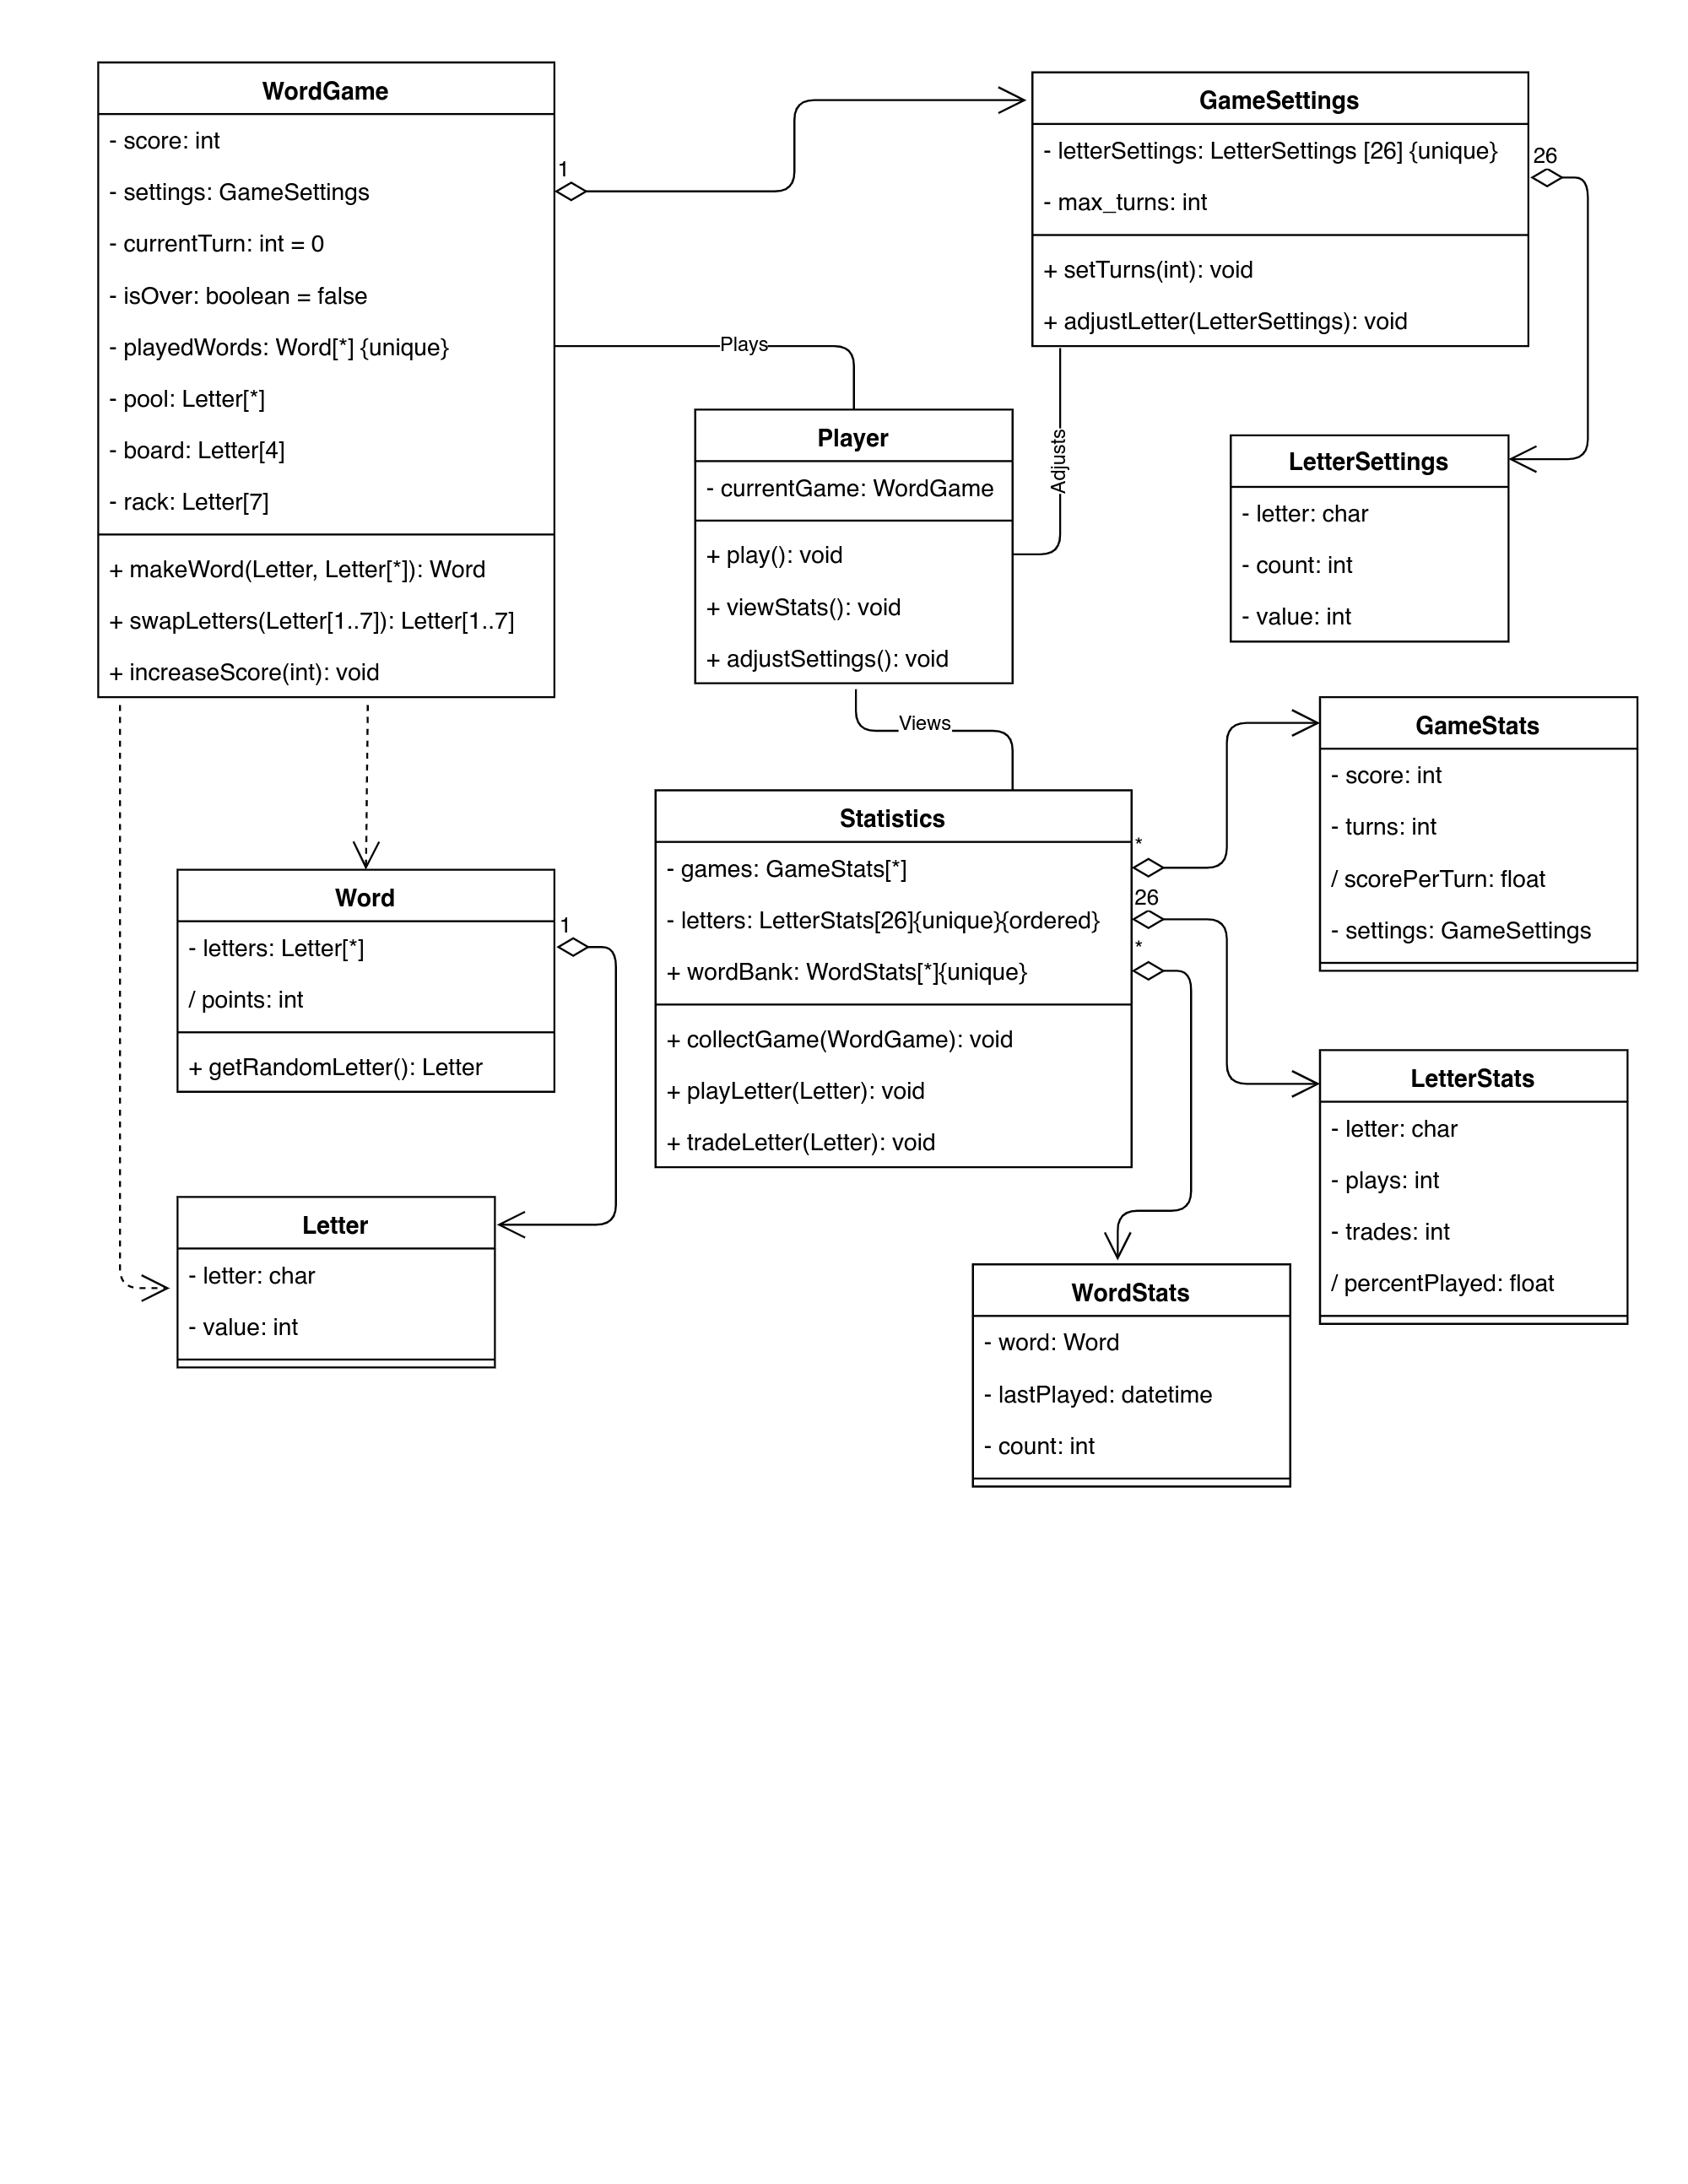 WordGame
- score: int
- settings: GameSettings
- currentTurn: int = 0
- isOver: boolean = false
- playedWords: Word[*] {unique}
- pool: Letter[*]
- board: Letter[4]
- rack: Letter[7]
+ makeWord(Letter, Letter[*]): Word
+ swapLetters(Letter[1..7]): Letter[1..7]
+ increaseScore(int): void
1
GameSettings
- letterSettings: LetterSettings [26] {unique}
- max_turns: int
+ setTurns(int): void
+ adjustLetter(LetterSettings): void
26
Plays
Adjusts
Player
- currentGame: WordGame
+ play(): void
+ viewStats(): void
+ adjustSettings(): void
LetterSettings
- letter: char
- count: int
- value: int
Views
GameStats
- score: int
- turns: int
/ scorePerTurn: float
- settings: GameSettings
Statistics
- games: GameStats[*]
- letters: LetterStats[26]{unique}{ordered}
+ wordBank: WordStats[*]{unique}
+ collectGame(WordGame): void
+ playLetter(Letter): void
+ tradeLetter(Letter): void
*
26
*
Word
- letters: Letter[*]
/ points: int
+ getRandomLetter(): Letter
1
LetterStats
- letter: char
- plays: int
- trades: int
/ percentPlayed: float
Letter
- letter: char
- value: int
WordStats
- word: Word
- lastPlayed: datetime
- count: int